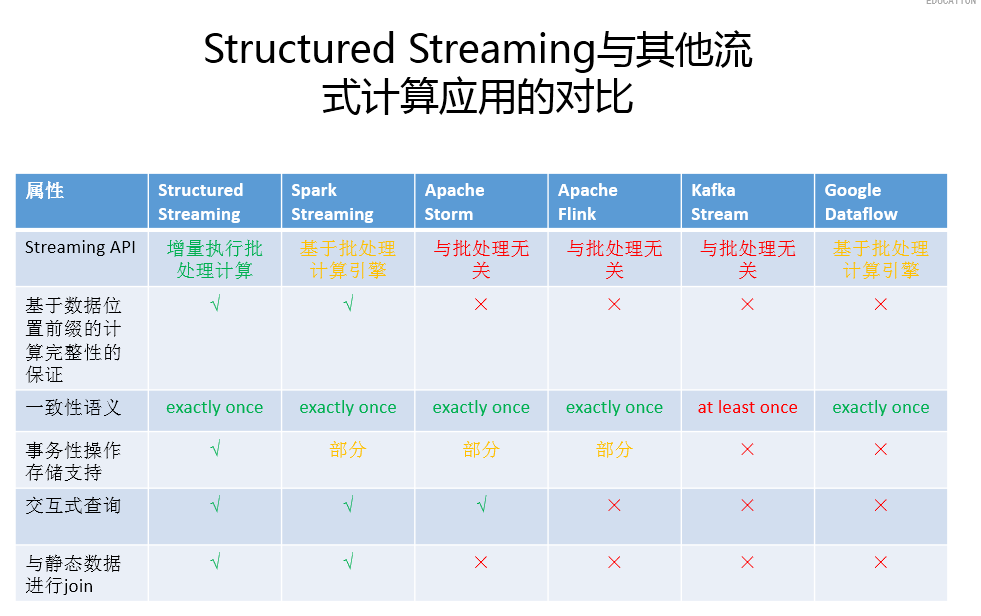 EDUCATION
Structured Streaming与其他流
式计算应用的对比
属性
Structured
Streaming
Spark
Streaming
Apache
Storm
Apache
Flink
Kafka
Stream
Google
Dataflow
Streaming API
增量执行批
处理计算
基于批处理
计算引擎
与批处理无
关
与批处理无
关
与批处理无
关
基于批处理
计算引擎
基于数据位
置前缀的计
算完整性的
保证
√
√
×
×
×
×
一致性语义
exactly once
exactly once
exactly once
exactly once
at least once
exactly once
事务性操作
存储支持
√
部分
部分
部分
×
×
交互式查询
√
√
√
×
×
×
与静态数据
进行join
√
√
×
×
×
×